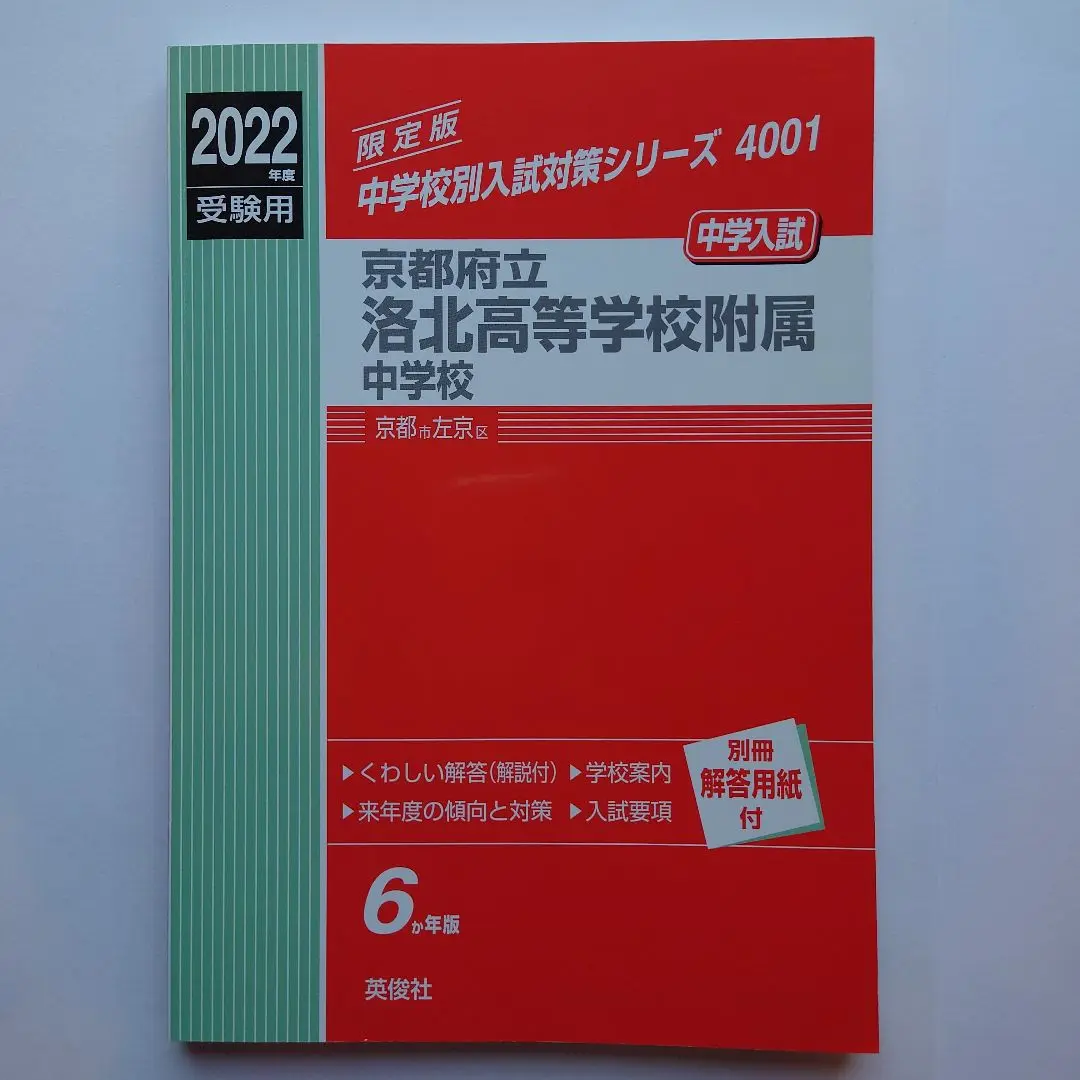 2022
年度
受験用
限定版
中学校別入試対策シリーズ 4001
中学入試
京都府立
洛北高等学校附属
中学校
京都市左京区
▶くわしい解答(解説付) ▶学校案内
▶来年度の傾向と対策 ▶入試要項
別冊
解答用紙
付
6か年版
英俊社